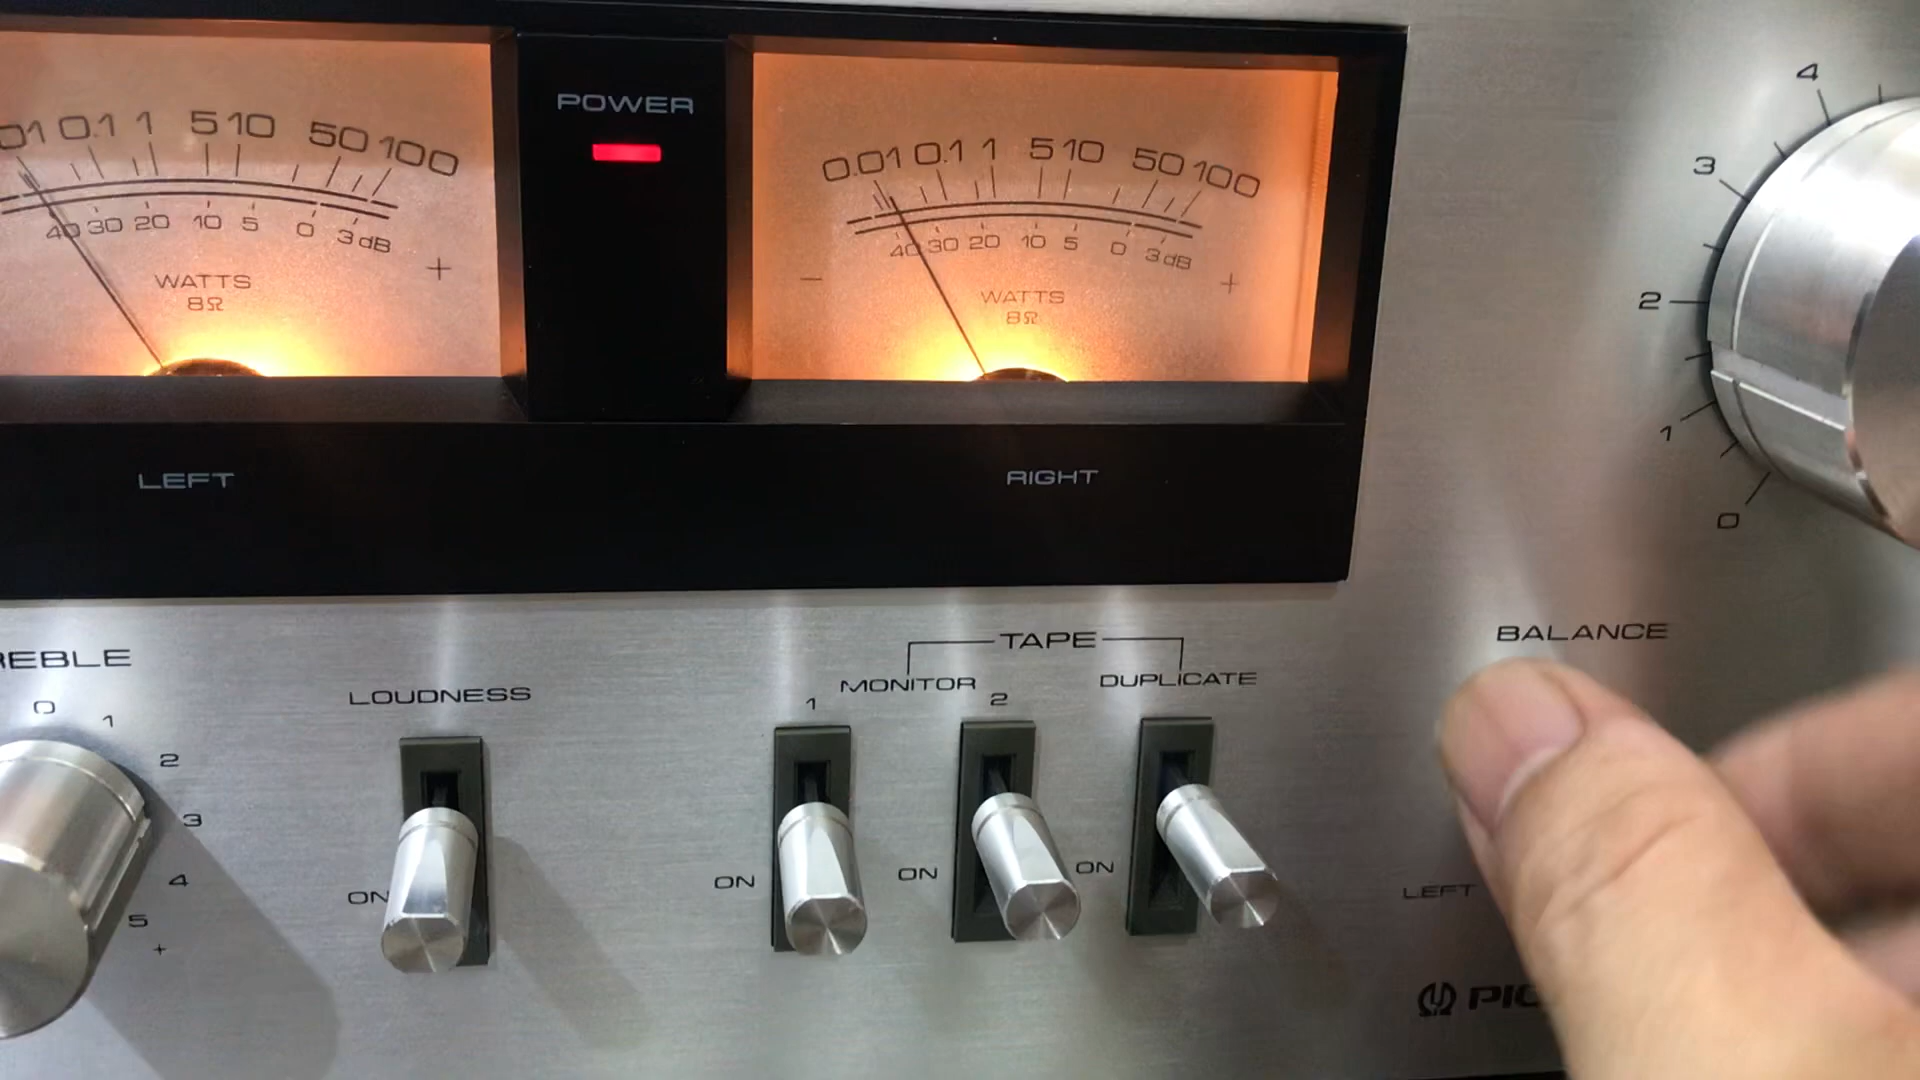 POWER
01 0.1 1 5 10 50 100
40 30 20 10 5 0 3 dB
+
WATTS
8Ω
0.01 0.1 1 5 10 50 100
40 30 20 10 5 0 3 dB
− +
WATTS
8Ω
LEFT
RIGHT
4
3
2
1
0
REBLE
0 1
2
3
4
5
+
LOUDNESS
ON
TAPE
MONITOR
1 2
DUPLICATE
ON
ON
ON
BALANCE
LEFT
PIO